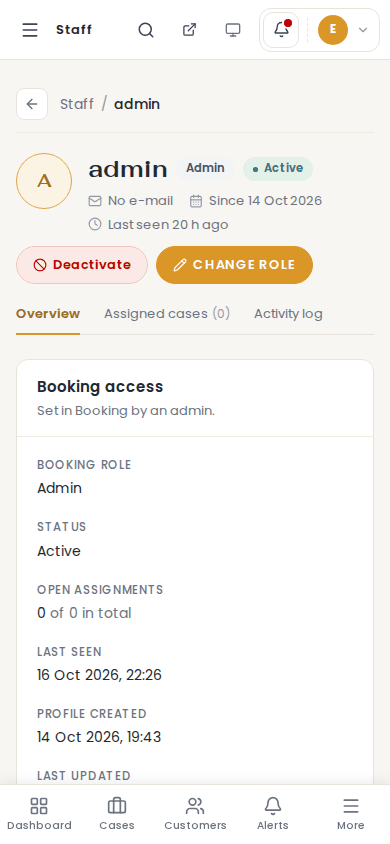 Staff
E
Staff / admin
A
admin Admin Active
No e-mail Since 14 Oct 2026
Last seen 20 h ago
Deactivate CHANGE ROLE
Overview Assigned cases (0) Activity log
Booking access
Set in Booking by an admin.
BOOKING ROLE
Admin
STATUS
Active
OPEN ASSIGNMENTS
0 of 0 in total
LAST SEEN
16 Oct 2026, 22:26
PROFILE CREATED
14 Oct 2026, 19:43
LAST UPDATED
Dashboard Cases Customers Alerts More